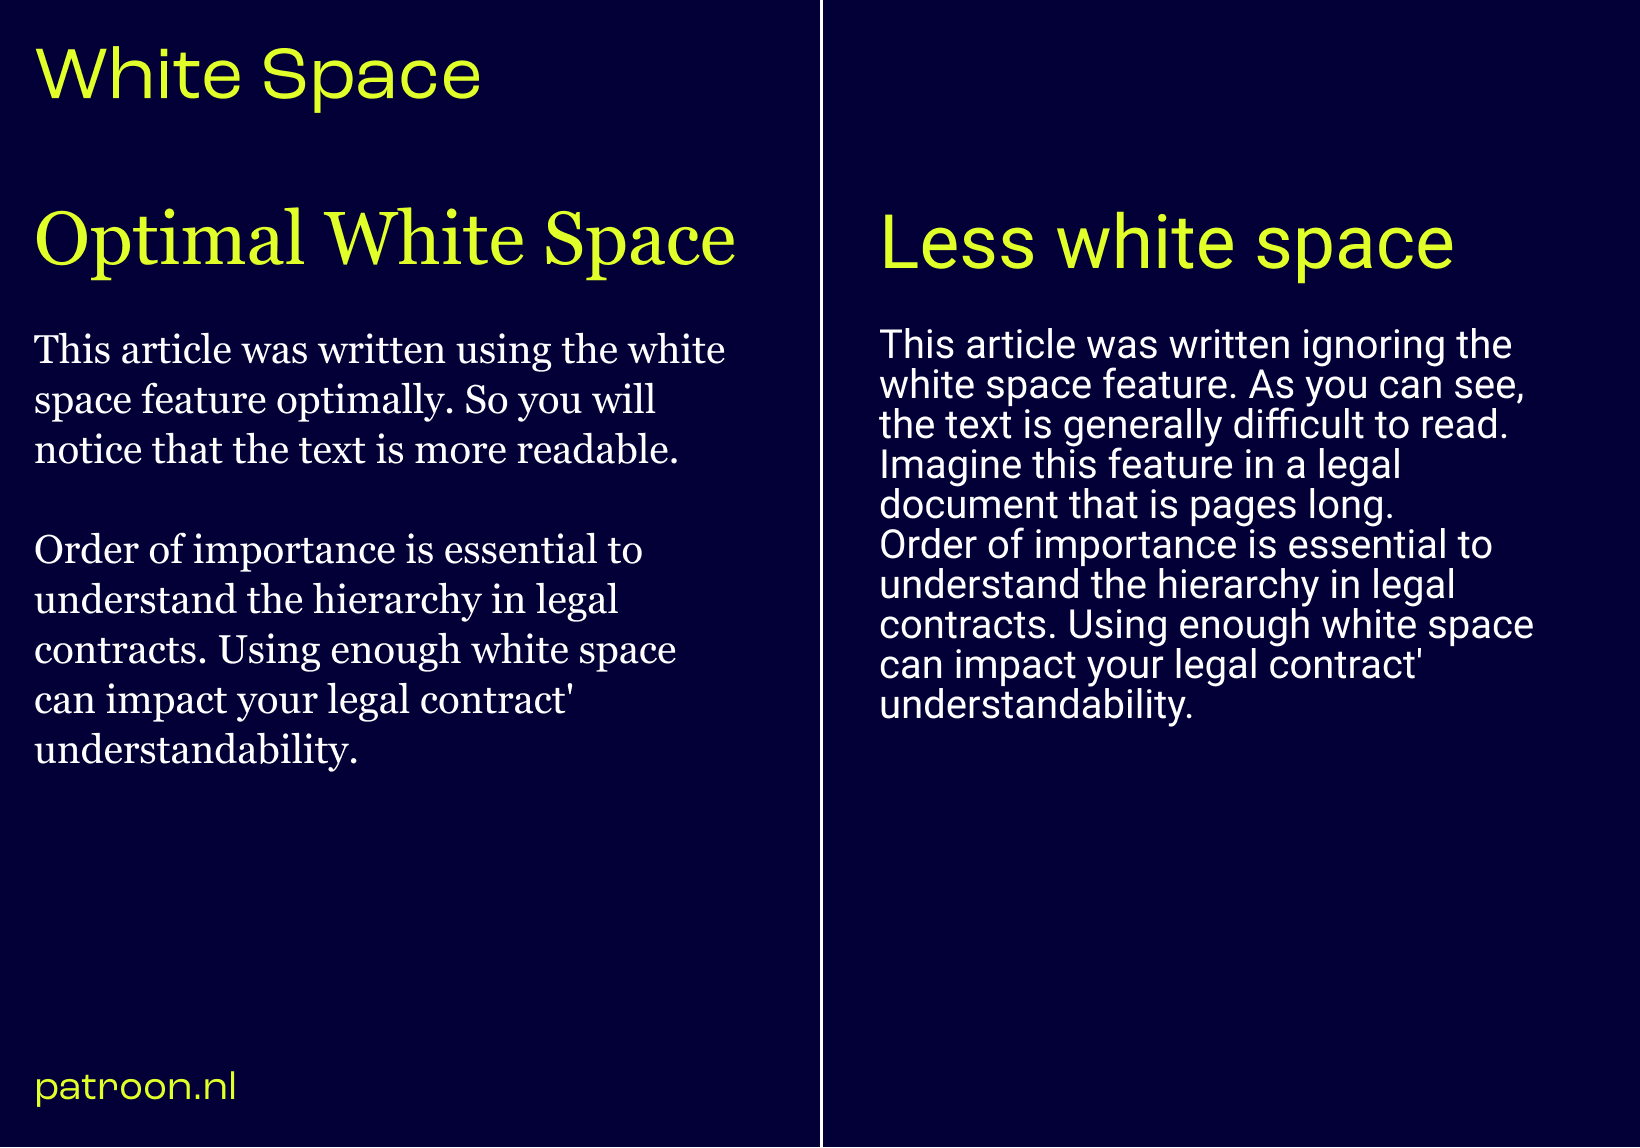 White Space
Optimal White Space
This article was written using the white
space feature optimally. So you will
notice that the text is more readable.
Order of importance is essential to
understand the hierarchy in legal
contracts. Using enough white space
can impact your legal contract'
understandability.
patroon.nl
Less white space
This article was written ignoring the
white space feature. As you can see,
the text is generally difficult to read.
Imagine this feature in a legal
document that is pages long.
Order of importance is essential to
understand the hierarchy in legal
contracts. Using enough white space
can impact your legal contract'
understandability.